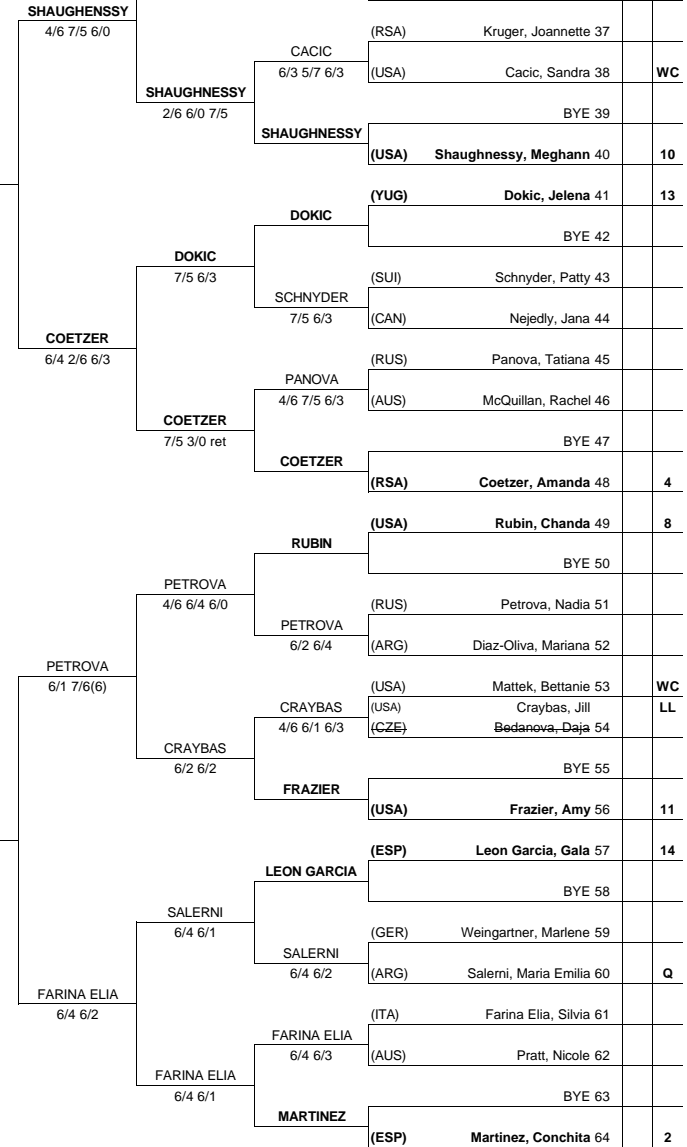 SHAUGHENSSY
(RSA) Kruger, Joannette 37
4/6 7/5 6/0
CACIC
6/3 5/7 6/3 (USA) Cacic, Sandra 38 WC
SHAUGHNESSY
2/6 6/0 7/5 BYE 39
SHAUGHNESSY
(USA) Shaughnessy, Meghann 40 10
(YUG) Dokic, Jelena 41 13
DOKIC
BYE 42
DOKIC
7/5 6/3 (SUI) Schnyder, Patty 43
SCHNYDER
7/5 6/3 (CAN) Nejedly, Jana 44
COETZER
6/4 2/6 6/3 (RUS) Panova, Tatiana 45
PANOVA
4/6 7/5 6/3 (AUS) McQuillan, Rachel 46
COETZER
7/5 3/0 ret BYE 47
COETZER
(RSA) Coetzer, Amanda 48 4
(USA) Rubin, Chanda 49 8
RUBIN
BYE 50
PETROVA
4/6 6/4 6/0 (RUS) Petrova, Nadia 51
PETROVA
6/2 6/4 (ARG) Diaz-Oliva, Mariana 52
PETROVA
6/1 7/6(6) (USA) Mattek, Bettanie 53 WC
CRAYBAS (USA) Craybas, Jill LL
4/6 6/1 6/3 (CZE) Bedanova, Daja 54
CRAYBAS
6/2 6/2 BYE 55
FRAZIER
(USA) Frazier, Amy 56 11
(ESP) Leon Garcia, Gala 57 14
LEON GARCIA
BYE 58
SALERNI
6/4 6/1 (GER) Weingartner, Marlene 59
SALERNI
6/4 6/2 (ARG) Salerni, Maria Emilia 60 Q
FARINA ELIA
6/4 6/2 (ITA) Farina Elia, Silvia 61
FARINA ELIA
6/4 6/3 (AUS) Pratt, Nicole 62
FARINA ELIA
6/4 6/1 BYE 63
MARTINEZ
(ESP) Martinez, Conchita 64 2